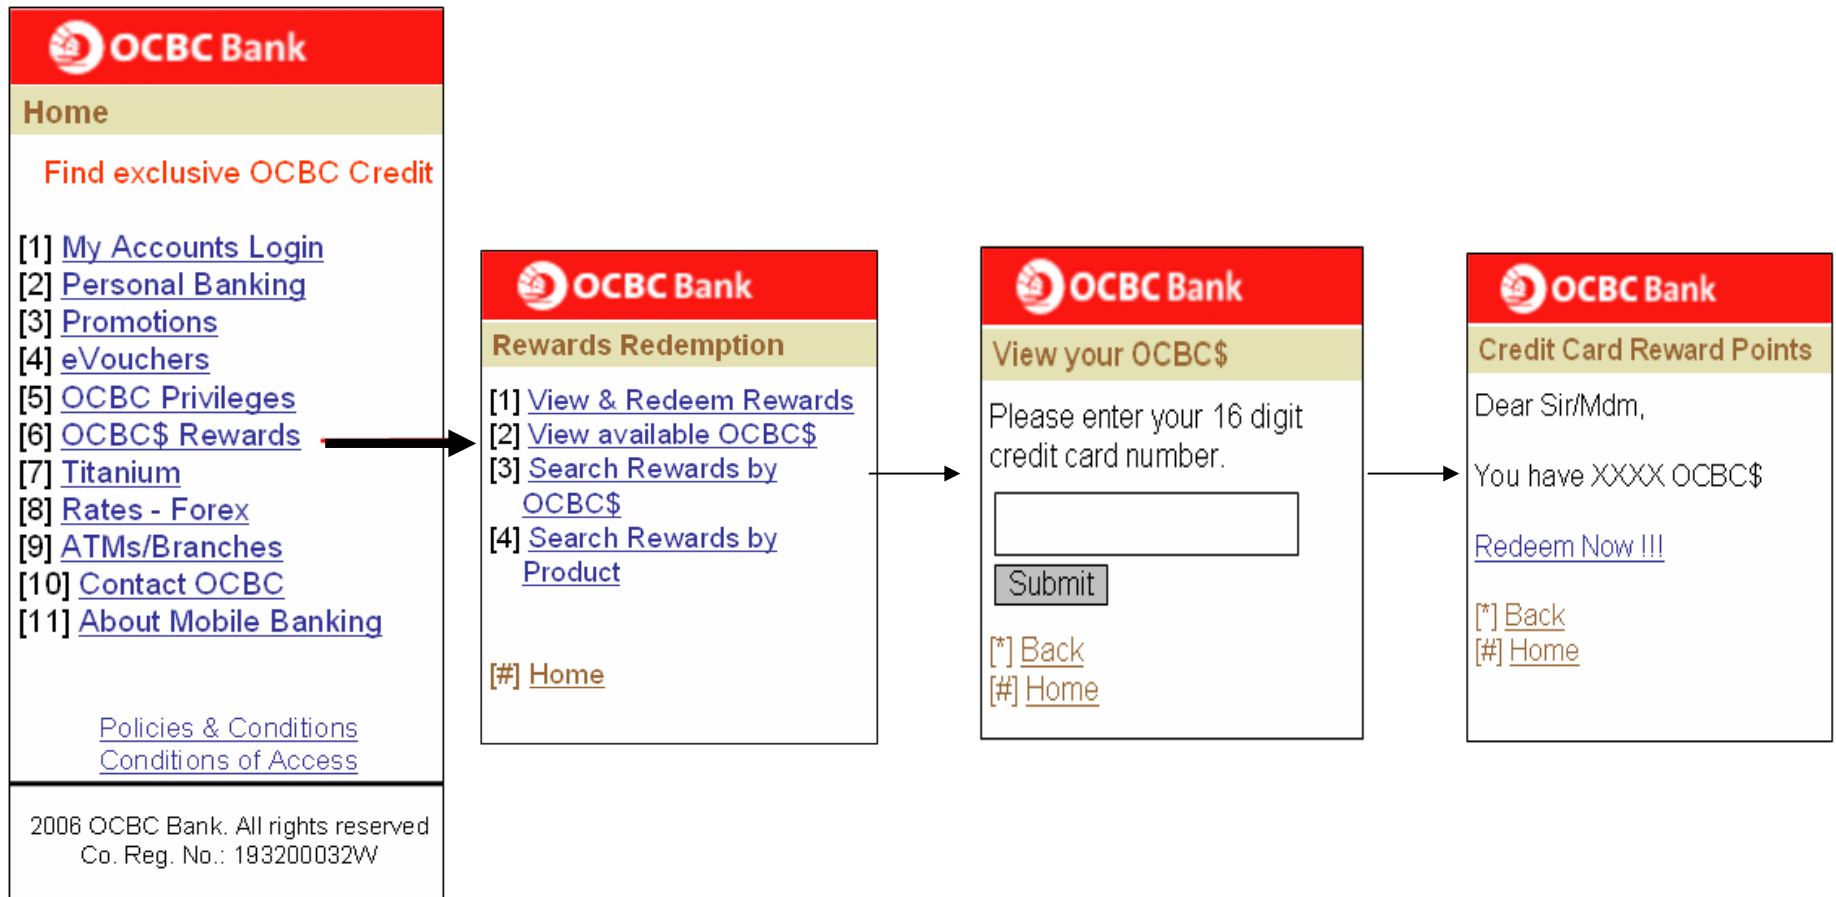 OCBC Bank
Home
Find exclusive OCBC Credit
[1] My Accounts Login
[2] Personal Banking
[3] Promotions
[4] eVouchers
[5] OCBC Privileges
[6] OCBC$ Rewards
[7] Titanium
[8] Rates - Forex
[9] ATMs/Branches
[10] Contact OCBC
[11] About Mobile Banking
Policies & Conditions
Conditions of Access
2006 OCBC Bank. All rights reserved
Co. Reg. No.: 193200032W
OCBC Bank
Rewards Redemption
[1] View & Redeem Rewards
[2] View available OCBC$
[3] Search Rewards by
OCBC$
[4] Search Rewards by
Product
[#] Home
OCBC Bank
View your OCBC$
Please enter your 16 digit
credit card number.
Submit
[*] Back
[#] Home
OCBC Bank
Credit Card Reward Points
Dear Sir/Mdm,
You have XXXX OCBC$
Redeem Now !!!
[*] Back
[#] Home